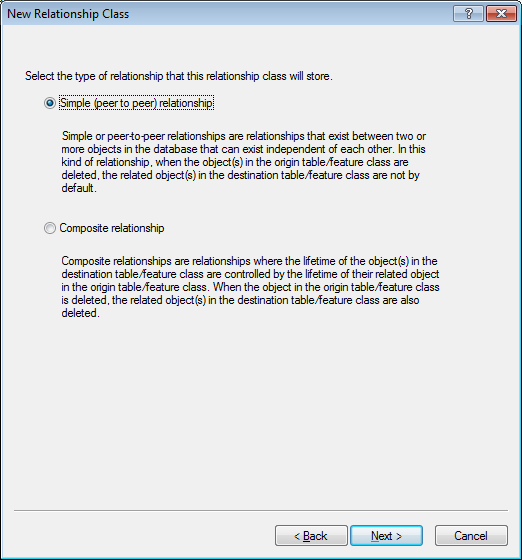 New Relationship Class
Select the type of relationship that this relationship class will store.
Simple (peer to peer) relationship
Simple or peer-to-peer relationships are relationships that exist between two or
more objects in the database that can exist independent of each other. In this
kind of relationship, when the object(s) in the origin table/feature class are
deleted, the related object(s) in the destination table/feature class are not by
default.
Composite relationship
Composite relationships are relationships where the lifetime of the object(s) in the
destination table/feature class are controlled by the lifetime of their related object
in the origin table/feature class. When the object in the origin table/feature class
is deleted, the related object(s) in the destination table/feature class are also
deleted.
< Back
Next >
Cancel